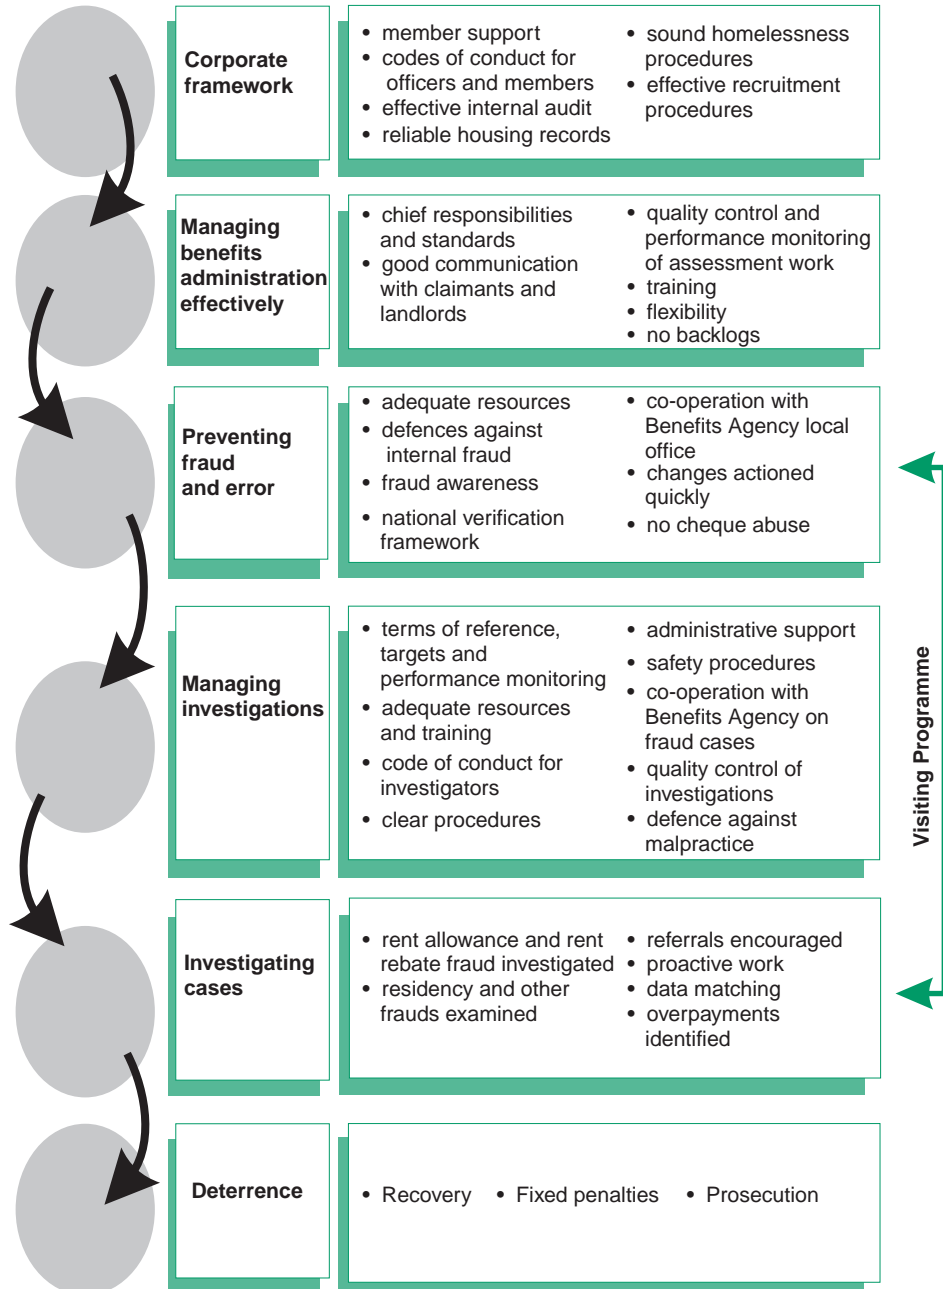 Corporate
framework
• member support
• codes of conduct for
officers and members
• effective internal audit
• reliable housing records
• sound homelessness
procedures
• effective recruitment
procedures
Managing
benefits
administration
effectively
• chief responsibilities
and standards
• good communication
with claimants and
landlords
• quality control and
performance monitoring
of assessment work
• training
• flexibility
• no backlogs
Preventing
fraud
and error
• adequate resources
• defences against
internal fraud
• fraud awareness
• national verification
framework
• co-operation with
Benefits Agency local
office
• changes actioned
quickly
• no cheque abuse
Managing
investigations
• terms of reference,
targets and
performance monitoring
• adequate resources
and training
• code of conduct for
investigators
• clear procedures
• administrative support
• safety procedures
• co-operation with
Benefits Agency on
fraud cases
• quality control of
investigations
• defence against
malpractice
Visiting Programme
Investigating
cases
• rent allowance and rent
rebate fraud investigated
• residency and other
frauds examined
• referrals encouraged
• proactive work
• data matching
• overpayments
identified
Deterrence
• Recovery • Fixed penalties • Prosecution